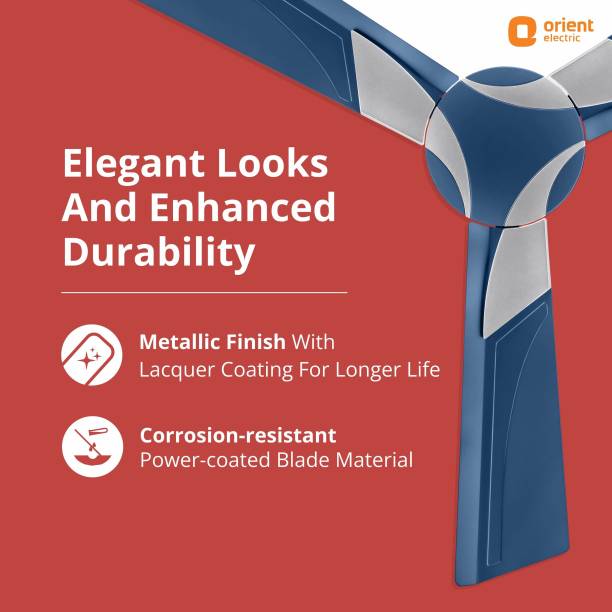 orient
electric
Elegant Looks
And Enhanced
Durability
Metallic Finish With
Lacquer Coating For Longer Life
Corrosion-resistant
Power-coated Blade Material